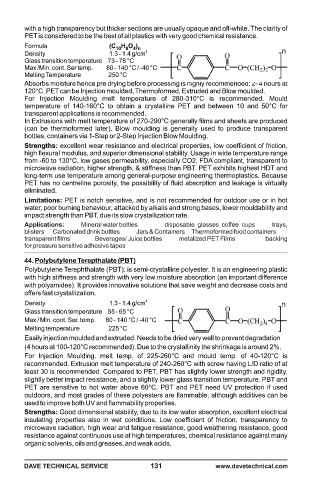 with a high transparency but thicker sections are usually opaque and off-white. The clarity of
PET is considered to be the best of all plastics with very good chemical resistance.
Formula (C₁₀H₈O₄)ₙ
Density 1.3 - 1.4 g/cm³
Glass transition temperature 73 - 78 °C
Max./Min. cont. Ser temp. 80 - 140 °C / -40 °C
Melting Temperature 250 °C
O O n
C C—O—(CH₂)₂—O
Absorbs moisture hence pre drying before processing is highly recommended: 2- 4 hours at
120°C. PET can be Injection Moulded, Thermoformed, Extruded and Blow moulded.
For Injection Moulding melt temperature of 280-310°C is recommended. Mould
temperature of 140-160°C to obtain a crystalline PET and between 10 and 50°C for
transparent applications is recommended.
In Extrusions with melt temperature of 270-290°C generally films and sheets are produced
(can be thermoformed later). Blow moulding is generally used to produce transparent
bottles, containers via 1-Step or 2-Step Injection Blow Moulding.
Strengths: excellent wear resistance and electrical properties, low coefficient of friction,
high flexural modulus, and superior dimensional stability. Usage in wide temperature range
from -60 to 130°C, low gases permeability, especially CO2, FDA compliant, transparent to
microwave radiation, higher strength, & stiffness than PBT. PET exhibits highest HDT and
long-term use temperature among general-purpose engineering thermoplastics. Because
PET has no centreline porosity, the possibility of fluid absorption and leakage is virtually
eliminated.
Limitations: PET is notch sensitive, and is not recommended for outdoor use or in hot
water, poor burning behaviour, attacked by alkalis and strong bases, lower mouldability and
impact strength than PBT, due its slow crystallization rate.
Applications: Mineral water bottles disposable glasses coffee cups trays,
blisters Carbonated drink bottles Jars & Containers Thermoformed food containers
transparent films Beverages/ Juice bottles metalized PET Films backing
for pressure sensitive adhesive tapes
44. Polybutylene Terepthalate (PBT)
Polybutylene Terephthalate (PBT): is semi-crystalline polyester. It is an engineering plastic
with high stiffness and strength with very low moisture absorption (an important difference
with polyamides). It provides innovative solutions that save weight and decrease costs and
offers fast crystallization.
Density 1.3 - 1.4 g/cm³
Glass transition temperature 55 - 65 °C
Max./Min. cont. Ser. temp. 80 - 140 °C / -40 °C
Melting temperature 225 °C
O O n
C C—O—(CH₂)₄—O
Easily injection moulded and extruded. Needs to be dried very well to prevent degradation
(4 hours at 100-120°C recommended). Due to the crystallinity the shrinkage is around 2%.
For Injection Moulding, melt temp. of 225-260°C and mould temp. of 40-120°C is
recommended. Extrusion melt temperature of 240-260°C with screw having L/D ratio of at
least 30 is recommended. Compared to PET, PBT has slightly lower strength and rigidity,
slightly better impact resistance, and a slightly lower glass transition temperature. PBT and
PET are sensitive to hot water above 60°C. PBT and PET need UV protection if used
outdoors, and most grades of these polyesters are flammable, although additives can be
used to improve both UV and flammability properties.
Strengths: Good dimensional stability, due to its low water absorption, excellent electrical
insulating properties also in wet conditions, Low coefficient of friction, transparency to
microwave radiation, high wear and fatigue resistance, good weathering resistance, good
resistance against continuous use at high temperatures, chemical resistance against many
organic solvents, oils and greases, and weak acids.
DAVE TECHNICAL SERVICE 131 www.davetechnical.com